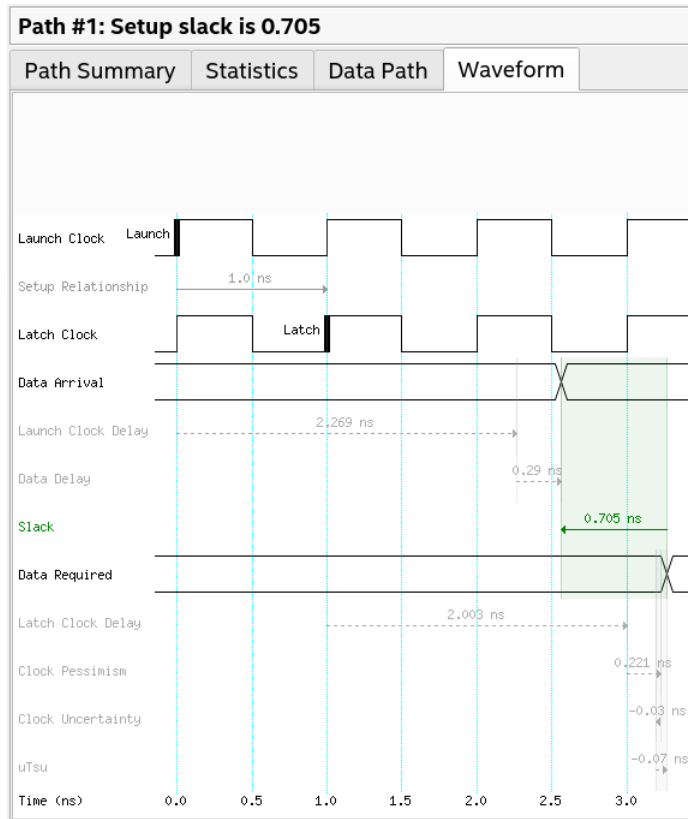 Path #1: Setup slack is 0.705
Path Summary Statistics Data Path Waveform
Launch Clock Launch
Setup Relationship 1.0 ns
Latch Clock Latch
Data Arrival
Launch Clock Delay 2.269 ns
Data Delay 0.29 ns
Slack 0.705 ns
Data Required
Latch Clock Delay 2.003 ns
Clock Pessimism 0.221 ns
Clock Uncertainty -0.03 ns
uTsu -0.07 ns
Time (ns) 0.0 0.5 1.0 1.5 2.0 2.5 3.0